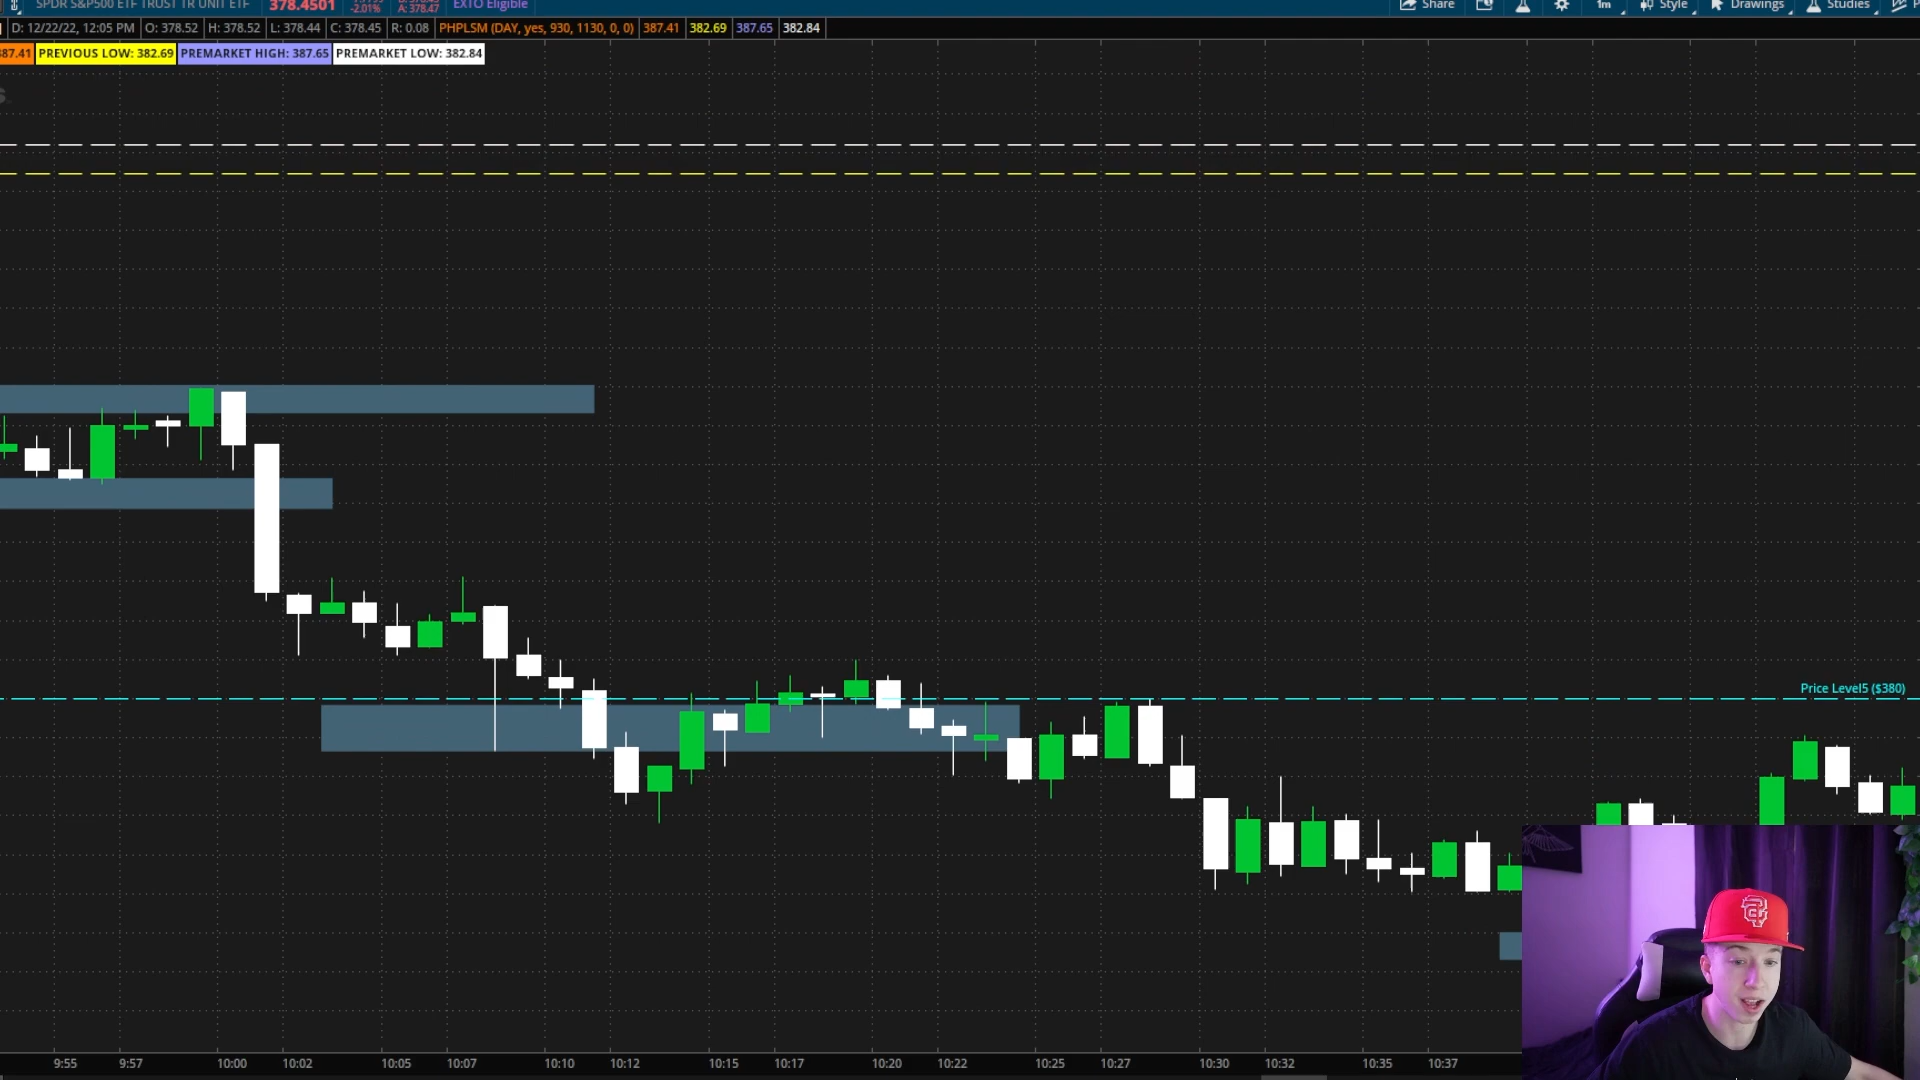 SPDR S&P500 ETF TRUST TR UNIT ETF 378.4501 -2.01% A: 378.47 EXTO Eligible Share 1m Style Drawings Studies
D: 12/22/22, 12:05 PM O: 378.52 H: 378.52 L: 378.44 C: 378.45 R: 0.08 PHPLSM (DAY, yes, 930, 1130, 0, 0) 387.41 382.69 387.65 382.84
387.41 PREVIOUS LOW: 382.69 PREMARKET HIGH: 387.65 PREMARKET LOW: 382.84
Price Level5 ($380)
9:55 9:57 10:00 10:02 10:05 10:07 10:10 10:12 10:15 10:17 10:20 10:22 10:25 10:27 10:30 10:32 10:35 10:37